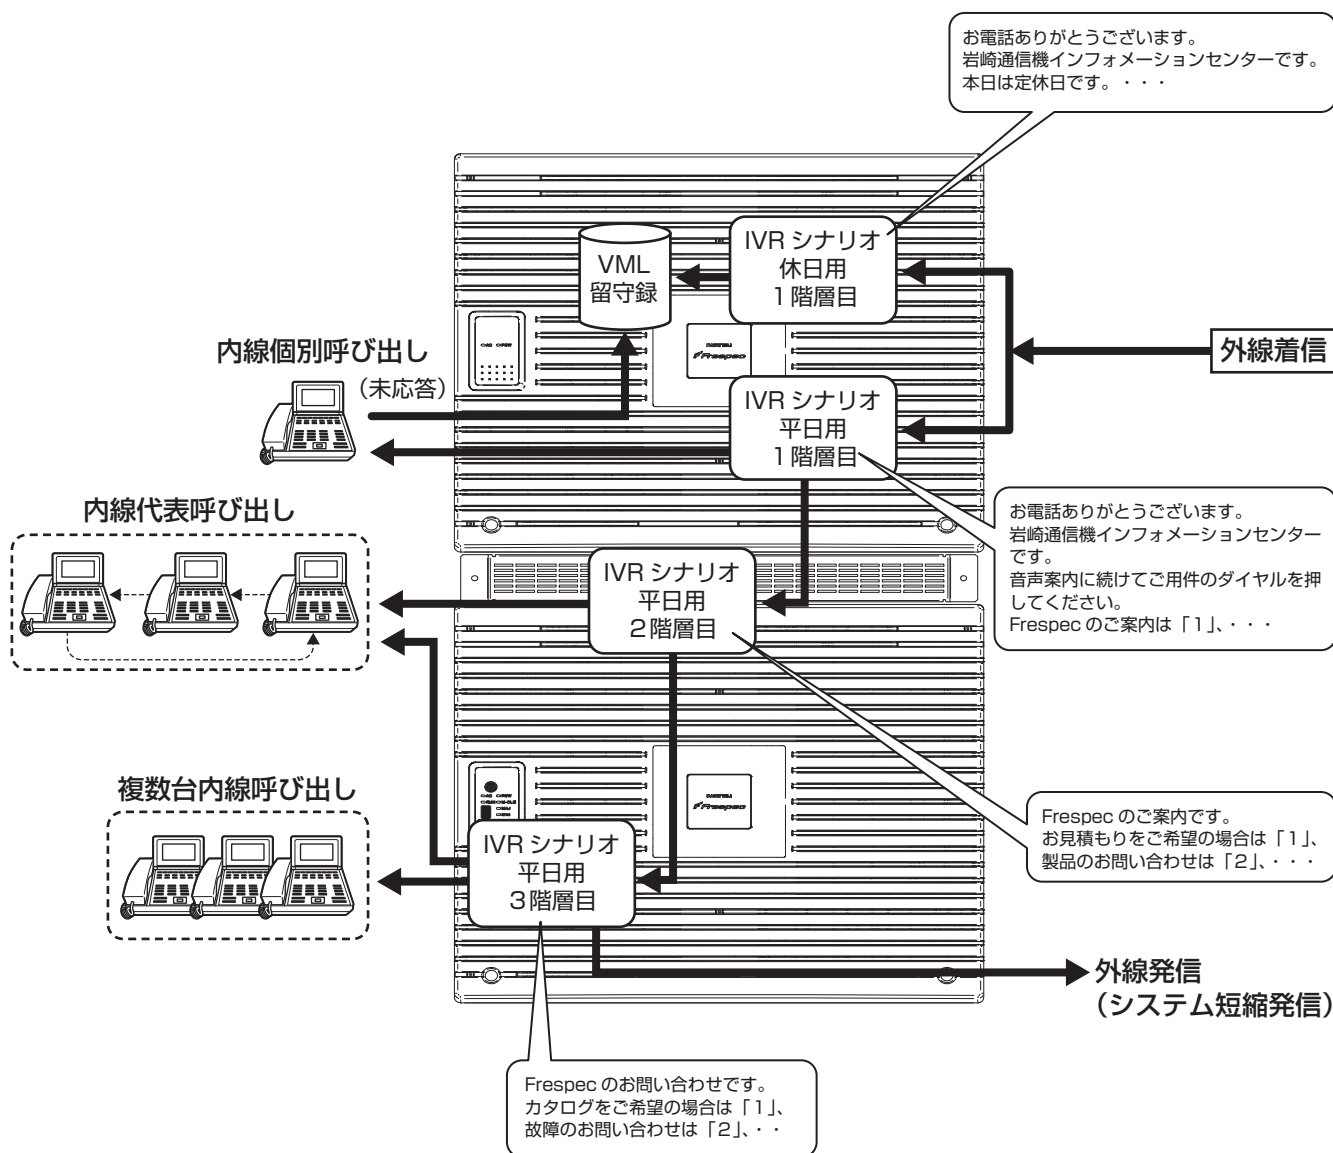 お電話ありがとうございます。
岩崎通信機インフォメーションセンターです。
本日は定休日です。・・・
IVR シナリオ
休日用
1階層目
VML
留守録
内線個別呼び出し
（未応答）
外線着信
Frespec
IVR シナリオ
平日用
1階層目
お電話ありがとうございます。
岩崎通信機インフォメーションセンター
です。
音声案内に続けてご用件のダイヤルを押
してください。
Frespec のご案内は「1」、・・・
内線代表呼び出し
IVR シナリオ
平日用
2階層目
複数台内線呼び出し
Frespec
Frespec のご案内です。
お見積もりをご希望の場合は「1」、
製品のお問い合わせは「2」、・・・
IVR シナリオ
平日用
3階層目
外線発信
（システム短縮発信）
Frespec のお問い合わせです。
カタログをご希望の場合は「1」、
故障のお問い合わせは「2」、・・